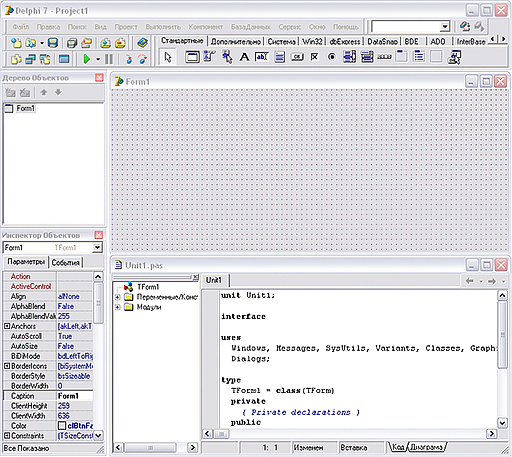 Delphi 7 - Project1
Файл Правка Поиск Вид Проект Выполнить Компонент БазаДанных Сервис Окно Помощь
Стандартные Дополнительно Система Win32 dbExpress DataSnap BDE ADO InterBase
Дерево Объектов
Form1
Form1
Инспектор Объектов
Form1 TForm1
Параметры События
Action
ActiveControl
Align alNone
AlphaBlend False
AlphaBlendValu 255
Anchors [akLeft,akT
AutoScroll True
AutoSize False
BiDiMode bdLeftToRig
BorderIcons [biSystemMe
BorderStyle bsSizeable
BorderWidth 0
Caption Form1
ClientHeight 259
ClientWidth 636
Color clBtnFa
Constraints (TSizeConst
Все Показано
Unit1.pas
TForm1
Переменные/Конс
Модули
Unit1
unit Unit1;
interface
uses
Windows, Messages, SysUtils, Variants, Classes, Graph
Dialogs;
type
TForm1 = class(TForm)
private
{ Private declarations }
public
1: 1 Изменен Вставка Код Диаграмма